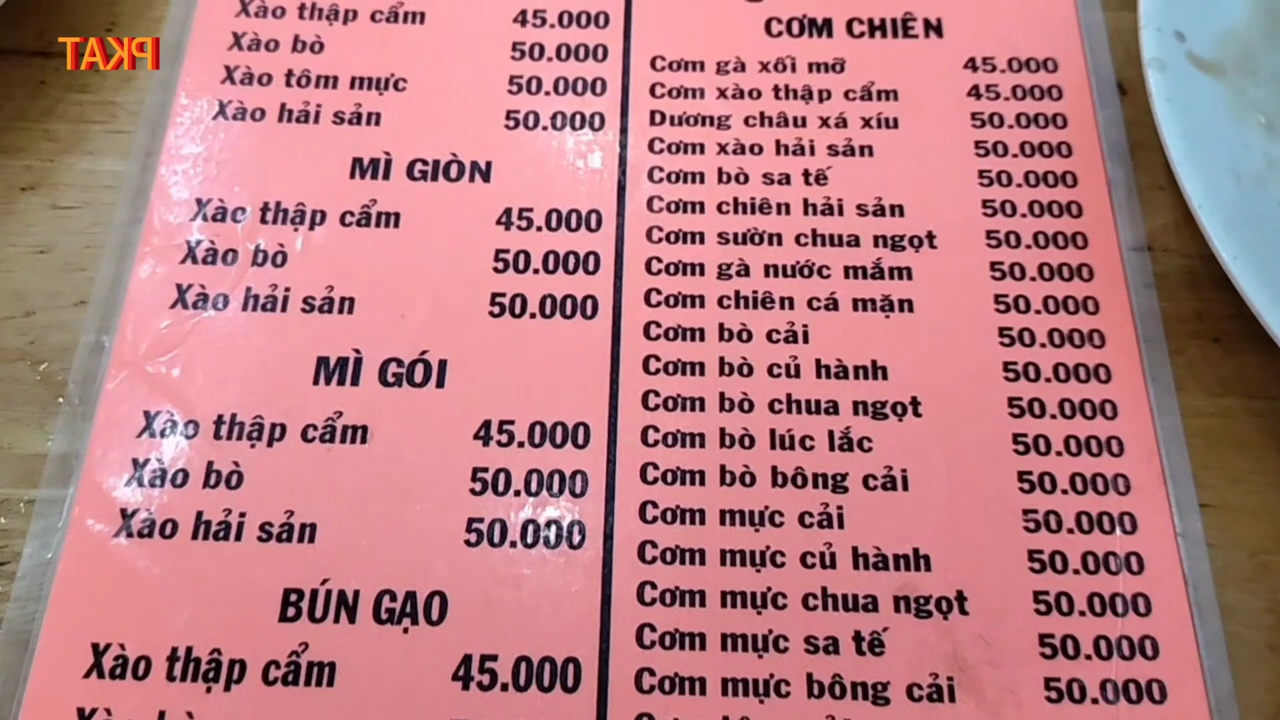 PKAT
Xào thập cẩm 45.000
Xào bò 50.000
Xào tôm mực 50.000
Xào hải sản 50.000
MÌ GIÒN
Xào thập cẩm 45.000
Xào bò 50.000
Xào hải sản 50.000
MÌ GÓI
Xào thập cẩm 45.000
Xào bò 50.000
Xào hải sản 50.000
BÚN GẠO
Xào thập cẩm 45.000
Xào bò
CƠM CHIÊN
Cơm gà xối mỡ 45.000
Cơm xào thập cẩm 45.000
Dương châu xá xíu 50.000
Cơm xào hải sản 50.000
Cơm bò sa tế 50.000
Cơm chiên hải sản 50.000
Cơm sườn chua ngọt 50.000
Cơm gà nước mắm 50.000
Cơm chiên cá mặn 50.000
Cơm bò cải 50.000
Cơm bò củ hành 50.000
Cơm bò chua ngọt 50.000
Cơm bò lúc lắc 50.000
Cơm bò bông cải 50.000
Cơm mực cải 50.000
Cơm mực củ hành 50.000
Cơm mực chua ngọt 50.000
Cơm mực sa tế 50.000
Cơm mực bông cải 50.000